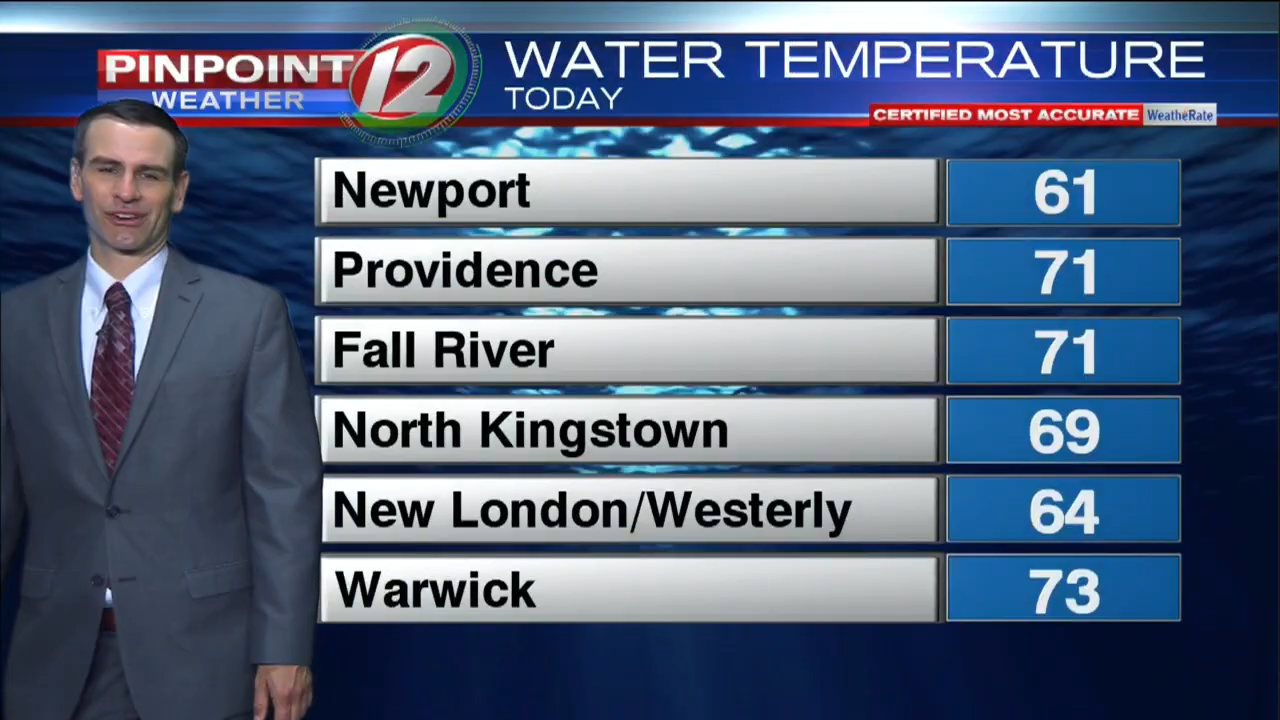 PINPOINT 12
WEATHER
WATER TEMPERATURE
TODAY
CERTIFIED MOST ACCURATE WeatheRate
Newport 61
Providence 71
Fall River 71
North Kingstown 69
New London/Westerly 64
Warwick 73